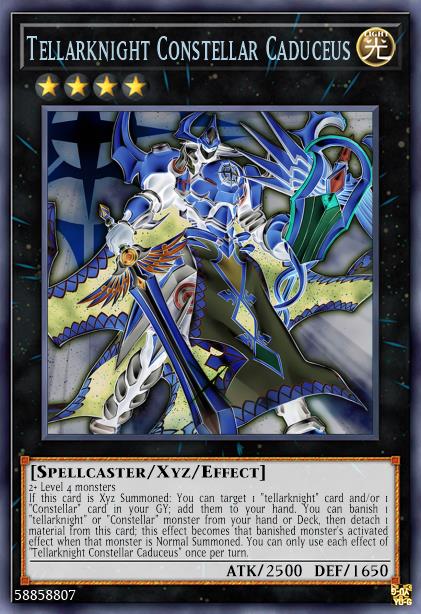 Tellarknight Constellar Caduceus
LIGHT
光
[Spellcaster/Xyz/Effect]
2+ Level 4 monsters
If this card is Xyz Summoned: You can target 1 "tellarknight" card and/or 1
"Constellar" card in your GY; add them to your hand. You can banish 1
"tellarknight" or "Constellar" monster from your hand or Deck, then detach 1
material from this card; this effect becomes that banished monster's activated
effect when that monster is Normal Summoned. You can only use each effect of
"Tellarknight Constellar Caduceus" once per turn.
ATK/2500 DEF/1650
58858807